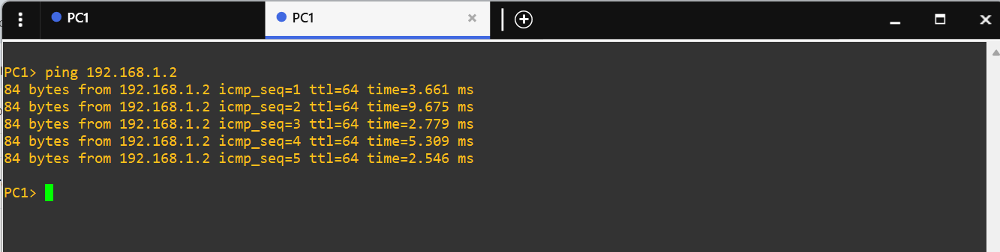 PC1
PC1
PC1> ping 192.168.1.2
84 bytes from 192.168.1.2 icmp_seq=1 ttl=64 time=3.661 ms
84 bytes from 192.168.1.2 icmp_seq=2 ttl=64 time=9.675 ms
84 bytes from 192.168.1.2 icmp_seq=3 ttl=64 time=2.779 ms
84 bytes from 192.168.1.2 icmp_seq=4 ttl=64 time=5.309 ms
84 bytes from 192.168.1.2 icmp_seq=5 ttl=64 time=2.546 ms
PC1>